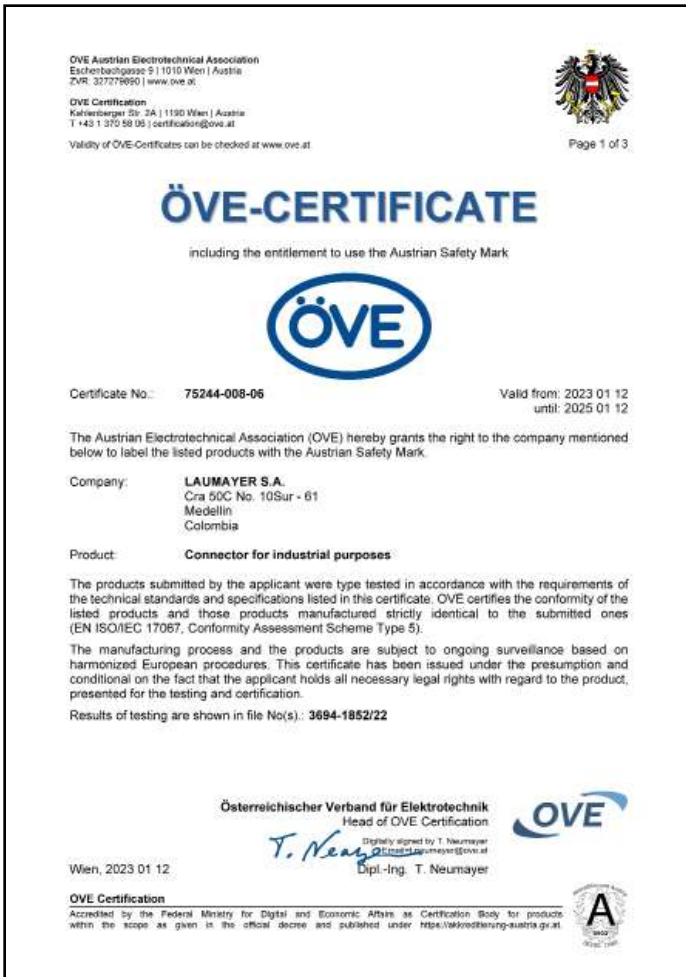 OVE Austrian Electrotechnical Association
Eschenbachgasse 9 | 1010 Wien | Austria
ZVR: 327279890 | www.ove.at
OVE Certification
Kahlenberger Str. 2A | 1190 Wien | Austria
T +43 1 370 58 06 | certification@ove.at
Validity of OVE-Certificates can be checked at www.ove.at
Page 1 of 3
ÖVE-CERTIFICATE
including the entitlement to use the Austrian Safety Mark
ÖVE
Certificate No.: 75244-008-06
Valid from: 2023 01 12
until: 2025 01 12
The Austrian Electrotechnical Association (OVE) hereby grants the right to the company mentioned
below to label the listed products with the Austrian Safety Mark.
Company: LAUMAYER S.A.
Cra 50C No. 10Sur - 61
Medellin
Colombia
Product: Connector for industrial purposes
The products submitted by the applicant were type tested in accordance with the requirements of
the technical standards and specifications listed in this certificate. OVE certifies the conformity of the
listed products and those products manufactured strictly identical to the submitted ones
(EN ISO/IEC 17067, Conformity Assessment Scheme Type 5).
The manufacturing process and the products are subject to ongoing surveillance based on
harmonized European procedures. This certificate has been issued under the presumption and
conditional on the fact that the applicant holds all necessary legal rights with regard to the product,
presented for the testing and certification.
Results of testing are shown in file No(s).: 3694-1852/22
Österreichischer Verband für Elektrotechnik
Head of OVE Certification
OVE
T. Neumayer
Digitally signed by T. Neumayer
Wien, 2023 01 12
Dipl.-Ing. T. Neumayer
OVE Certification
Accredited by the Federal Ministry for Digital and Economic Affairs as Certification Body for products
within the scope as given in the official decree and published under https://akkreditierung-austria.gv.at.
A